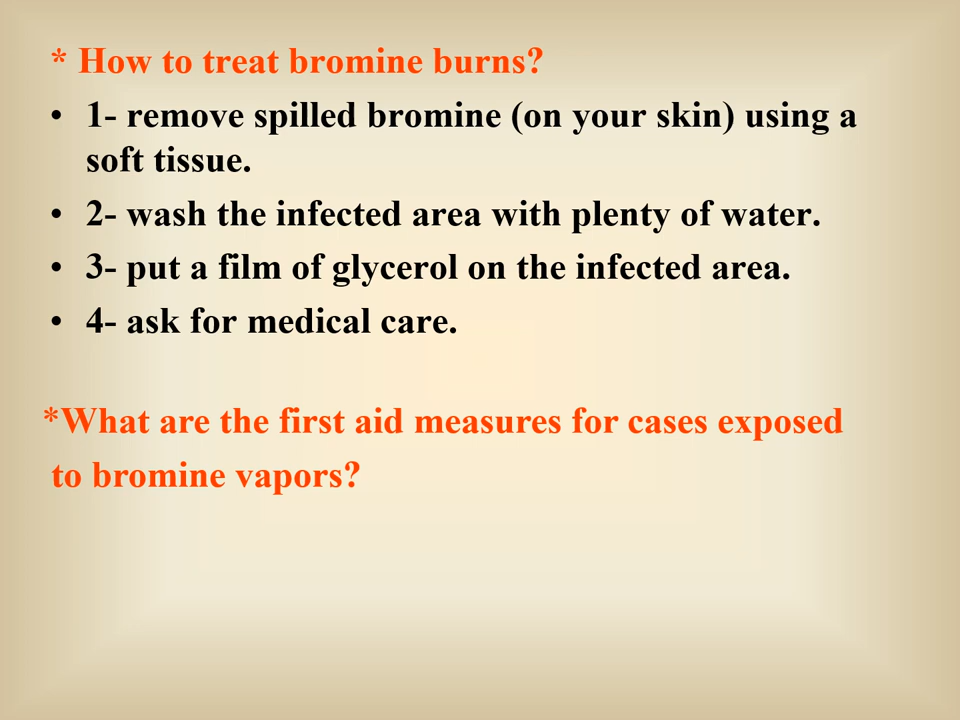 * How to treat bromine burns?
• 1- remove spilled bromine (on your skin) using a
soft tissue.
• 2- wash the infected area with plenty of water.
• 3- put a film of glycerol on the infected area.
• 4- ask for medical care.
*What are the first aid measures for cases exposed
to bromine vapors?